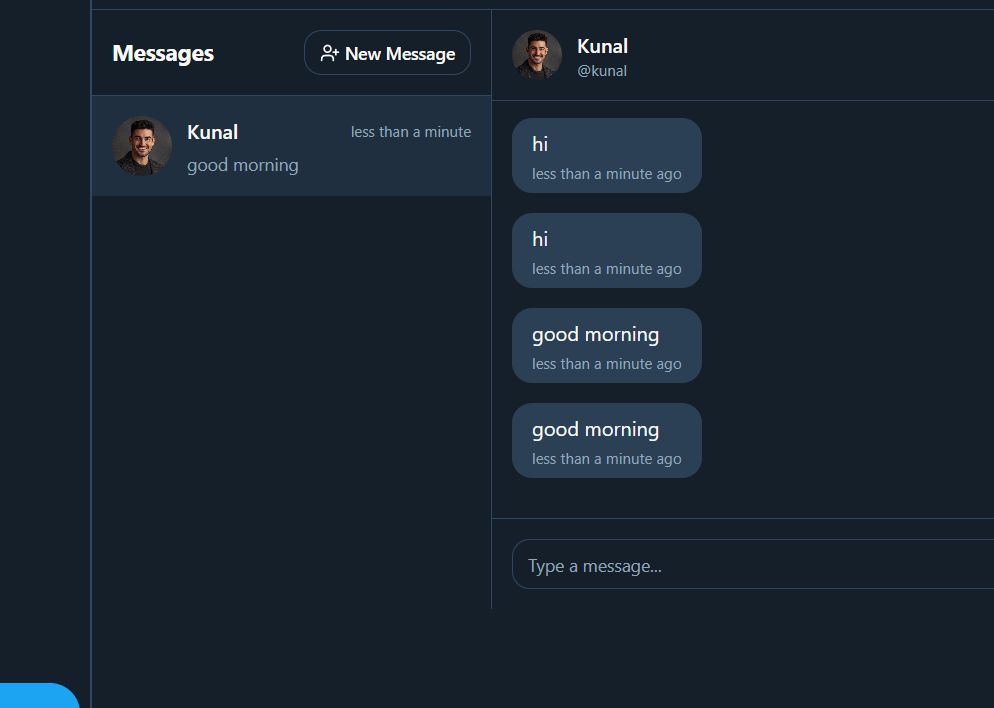 Messages
New Message
Kunal
less than a minute
good morning
Kunal
@kunal
hi
less than a minute ago
hi
less than a minute ago
good morning
less than a minute ago
good morning
less than a minute ago
Type a message...